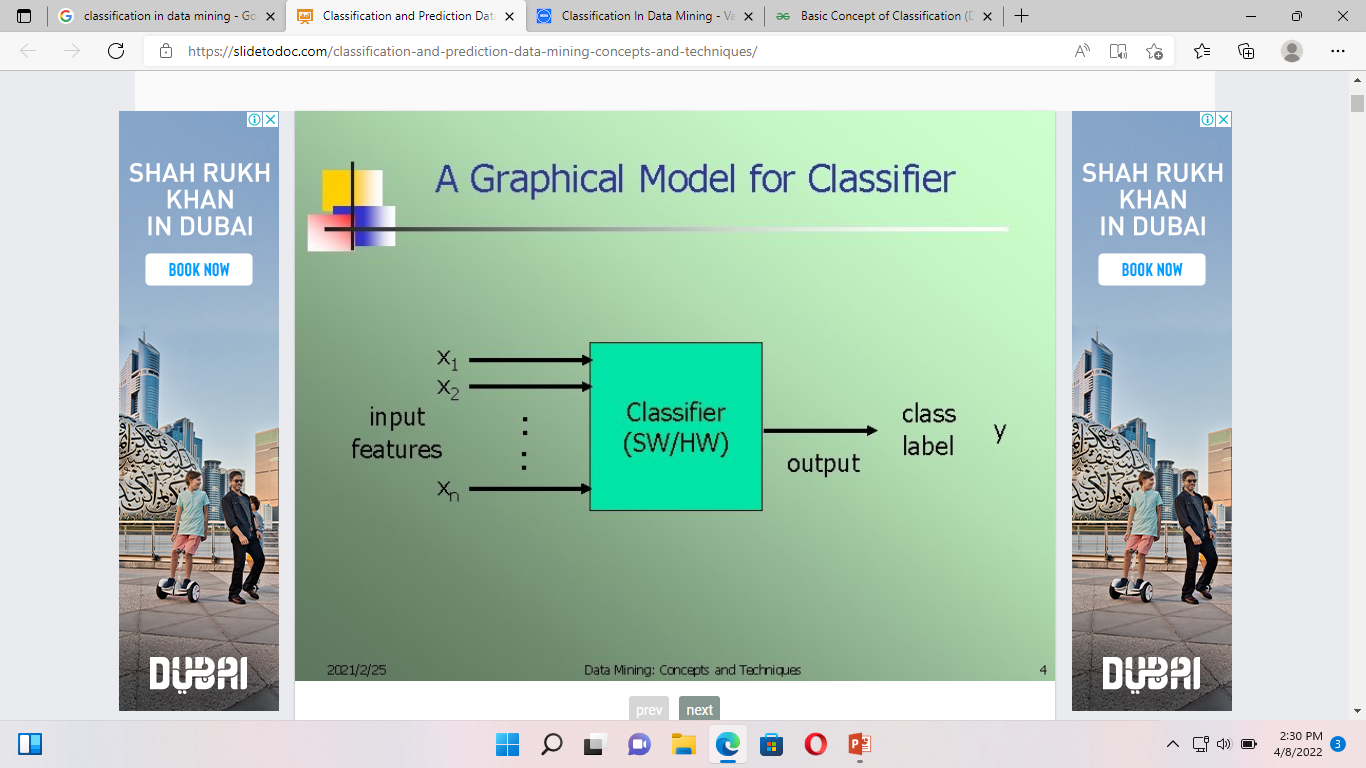 classification in data mining - Go
Classification and Prediction Dat
Classification In Data Mining - Va
Basic Concept of Classification (D
https://slidetodoc.com/classification-and-prediction-data-mining-concepts-and-techniques/
SHAH RUKH
KHAN
IN DUBAI
BOOK NOW
DUBAI
A Graphical Model for Classifier
x1
x2
input
features
xn
Classifier
(SW/HW)
output
class
label
y
2021/2/25
Data Mining: Concepts and Techniques
4
prev
next
SHAH RUKH
KHAN
IN DUBAI
BOOK NOW
DUBAI
2:30 PM
4/8/2022
3